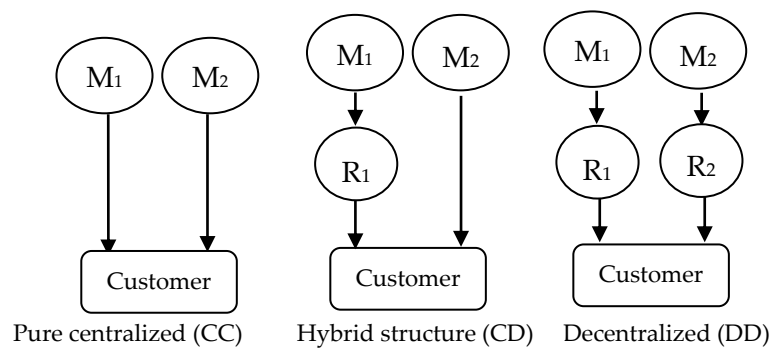 M1 M2 M1 M2 M1 M2
R1 R1 R2
Customer Customer Customer
Pure centralized (CC) Hybrid structure (CD) Decentralized (DD)